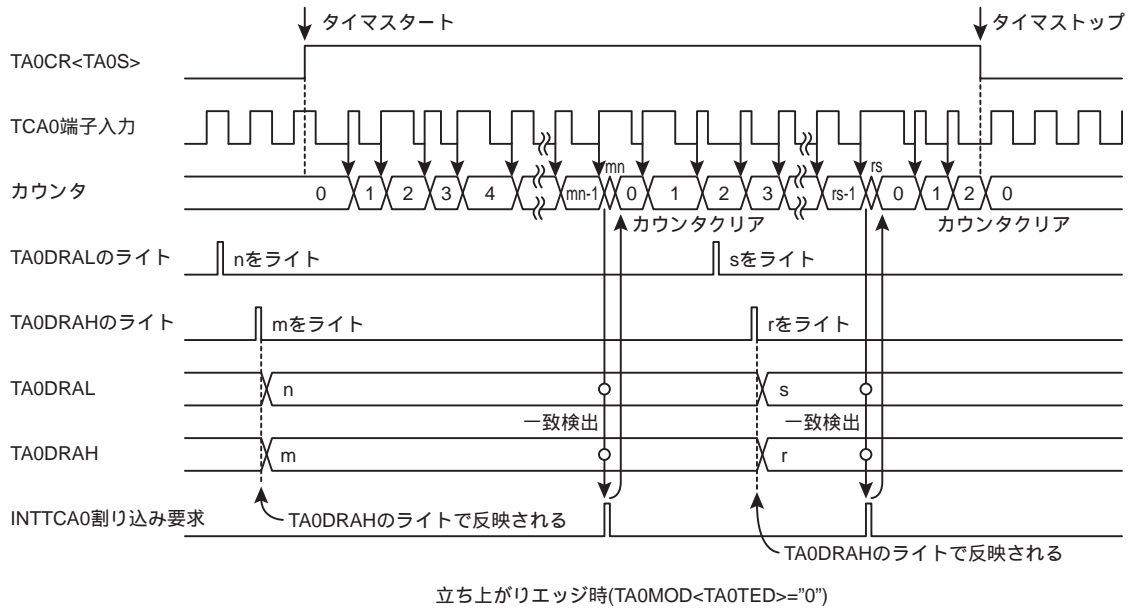 タイマスタート タイマストップ
TA0CR<TA0S>
TCA0端子入力
mn rs
カウンタ 0 1 2 3 4 mn-1 0 1 2 3 rs-1 0 1 2 0
カウンタクリア カウンタクリア
TA0DRALのライト nをライト sをライト
TA0DRAHのライト mをライト rをライト
TA0DRAL n s
一致検出 一致検出
TA0DRAH m r
INTTCA0割り込み要求 TA0DRAHのライトで反映される
TA0DRAHのライトで反映される
立ち上がりエッジ時(TA0MOD<TA0TED>="0")